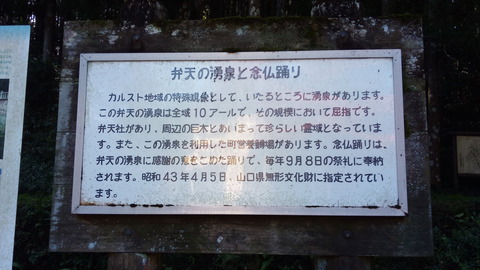 弁天の湧泉と念仏踊り
カルスト地域の特殊現象として、いたるところに湧泉があります。
この弁天の湧泉は全域10アールで、その規模において屈指です。
弁天社があり、周辺の巨木とあいまって珍らしい霊域となっていま
す。また、この湧泉を利用した町営養鱒場があります。念仏踊りは、
弁天の湧泉に感謝の意をこめた踊りで、毎年9月8日の祭礼に奉納
されます。昭和43年4月5日、山口県無形文化財に指定されてい
ます。